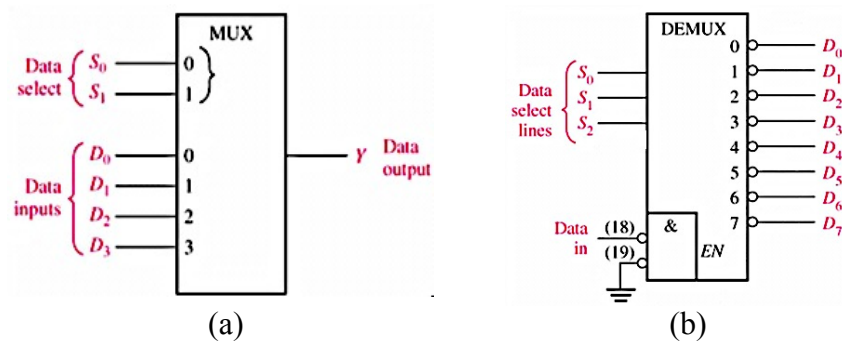 MUX
Data select
S₀
S₁
0
1
Data inputs
D₀
D₁
D₂
D₃
0
1
2
3
Y
Data output
(a)
DEMUX
Data select lines
S₀
S₁
S₂
0
1
2
3
4
5
6
7
D₀
D₁
D₂
D₃
D₄
D₅
D₆
D₇
Data in
(18)
(19)
&
EN
(b)